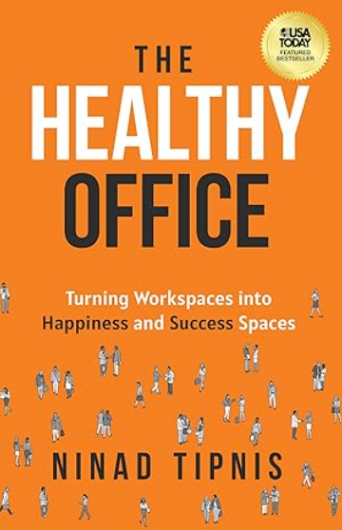 USA
TODAY
FEATURED
BESTSELLER
THE
HEALTHY
OFFICE
Turning Workspaces into
Happiness and Success Spaces
NINAD TIPNIS